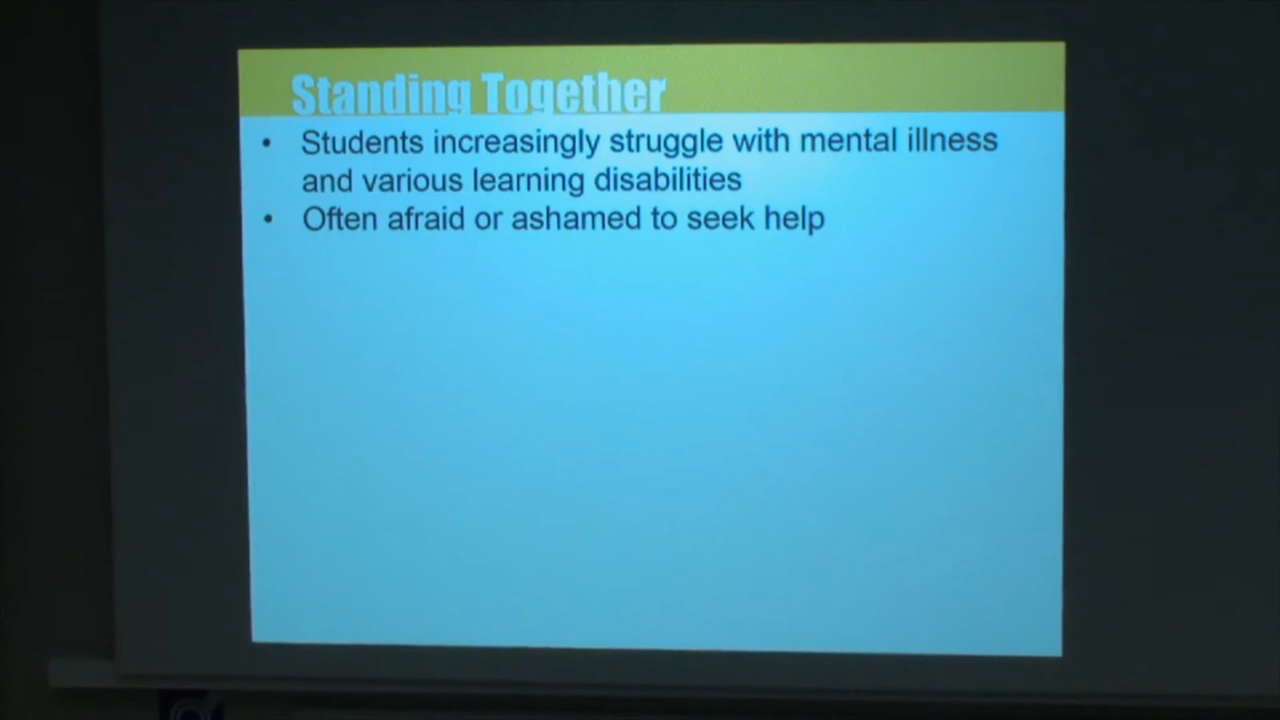 Standing Together
• Students increasingly struggle with mental illness
and various learning disabilities
• Often afraid or ashamed to seek help